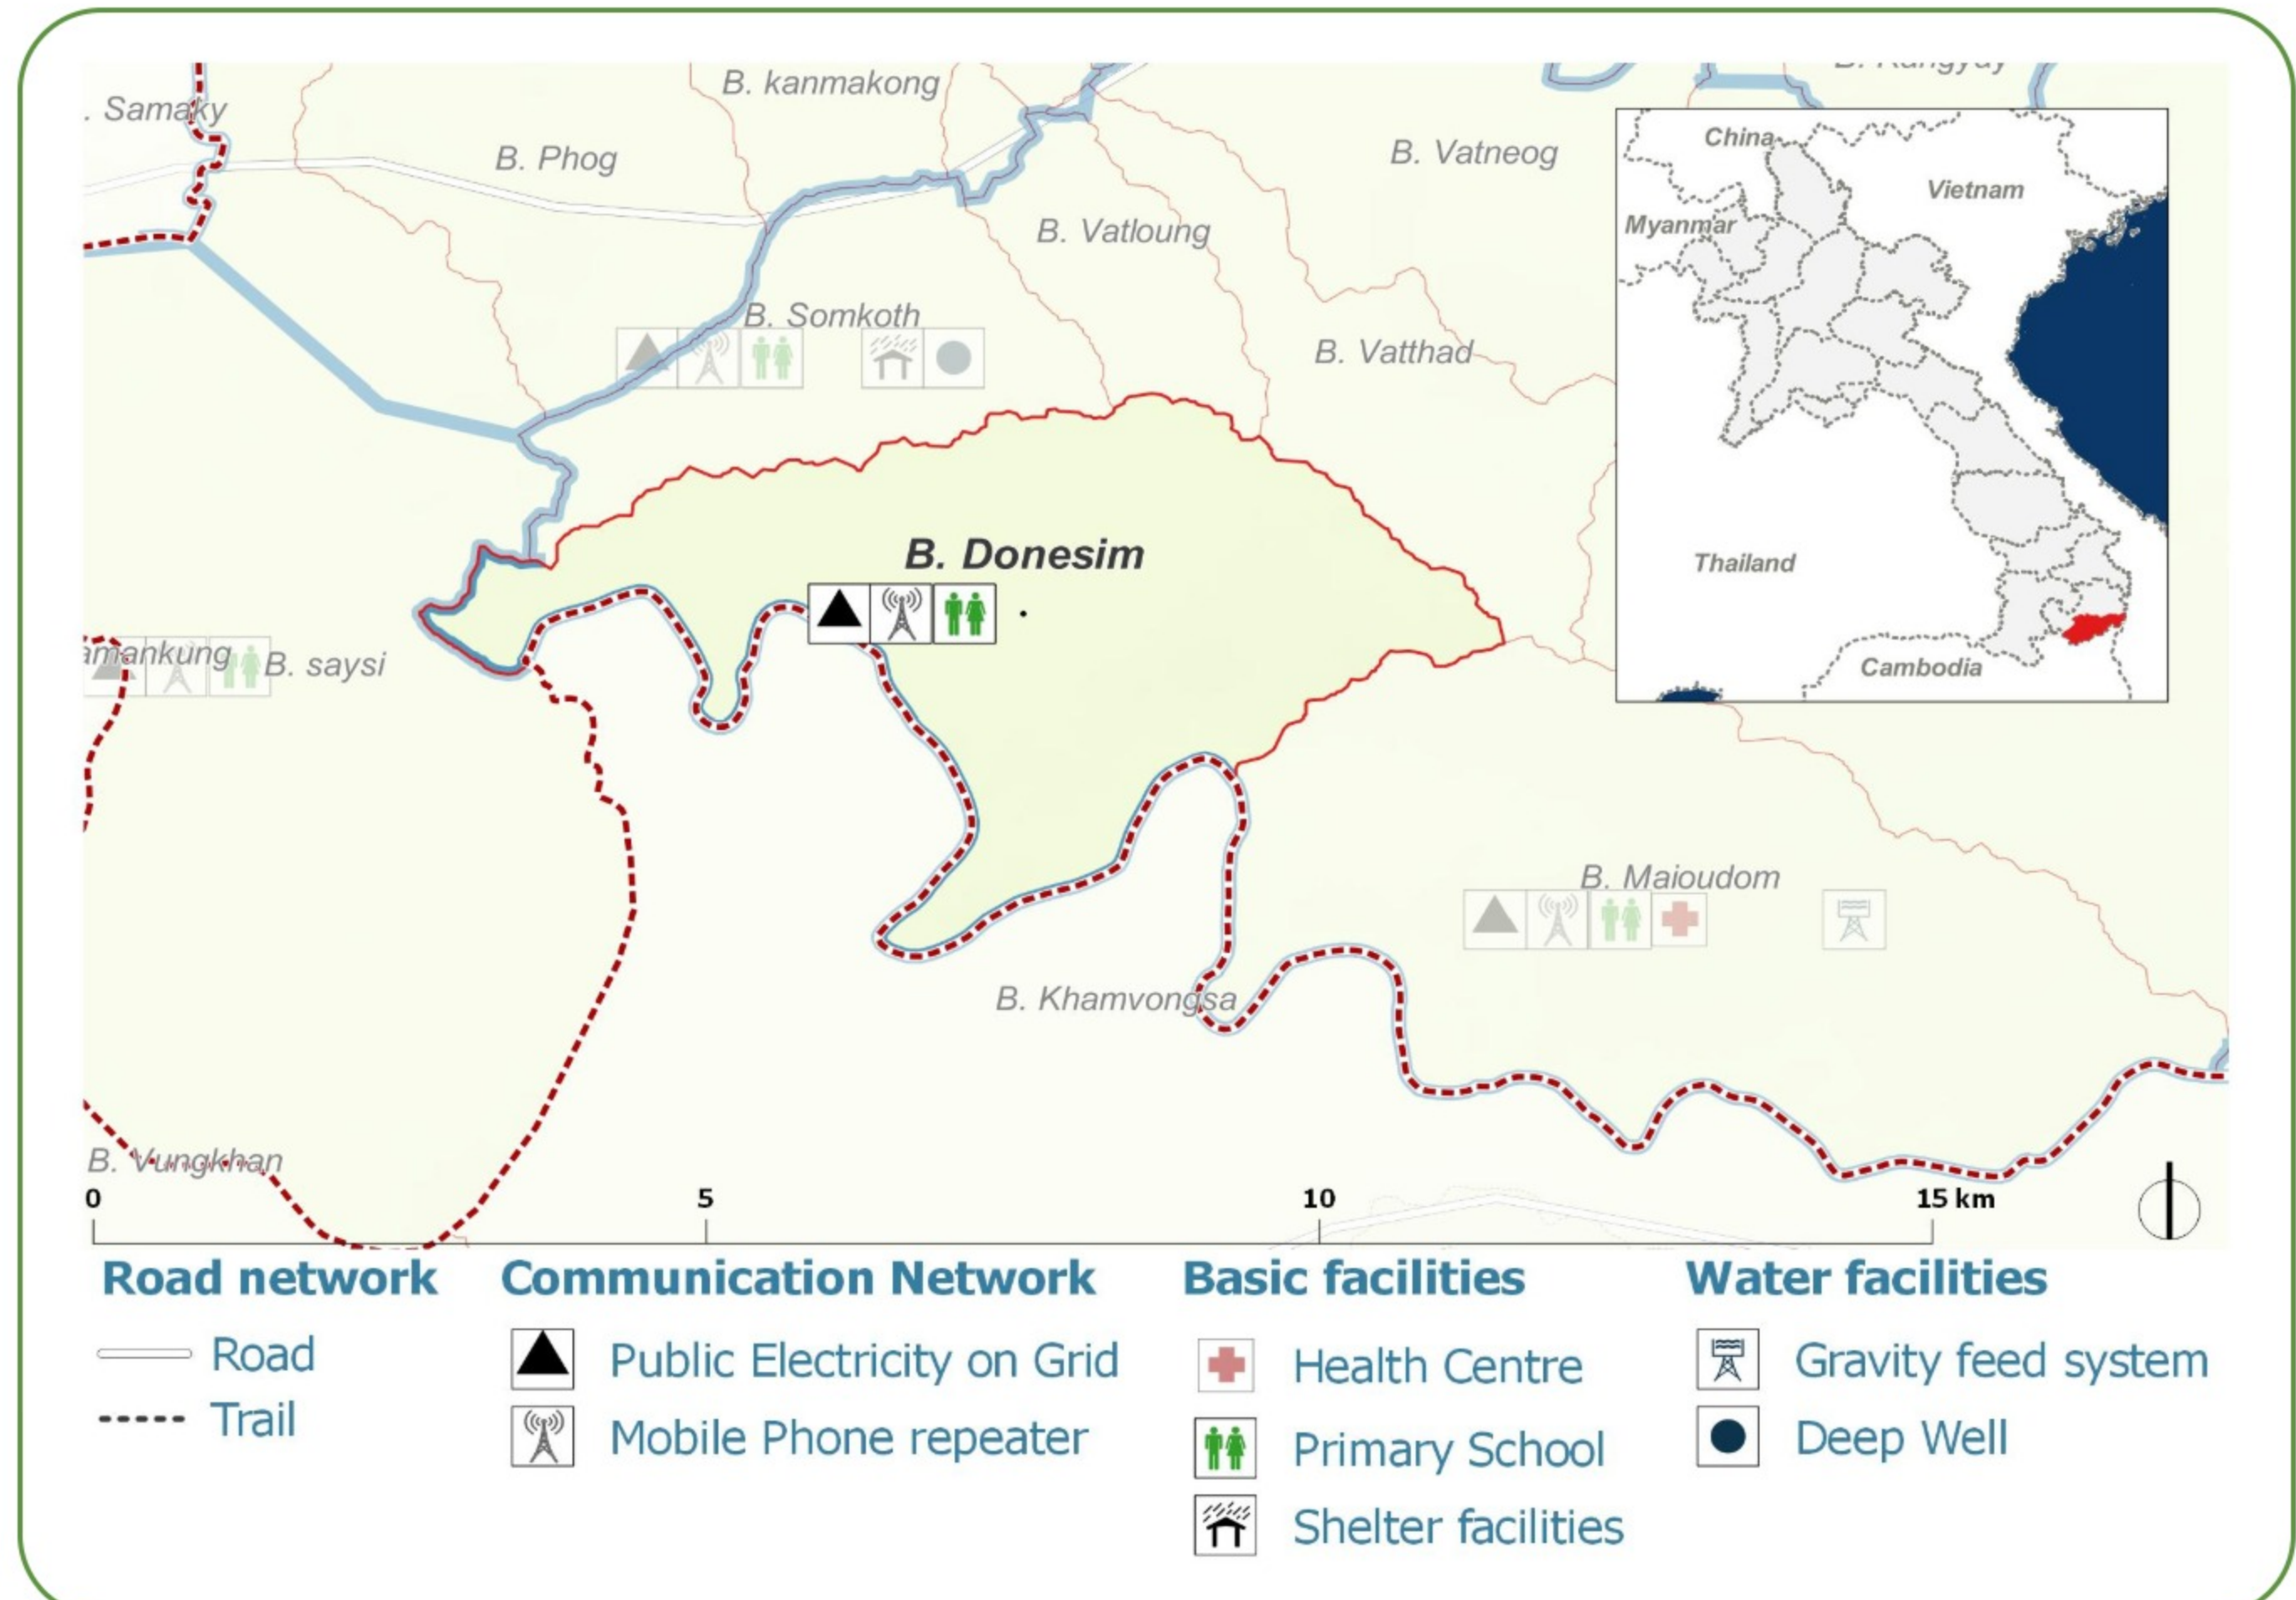 B. kanmakong
. Samaky
B. Phog
B. Vatneog
B. Vatloung
B. Somkoth
B. Vatthad
China
Vietnam
Myanmar
Thailand
Cambodia
B. Donesim
amankung
B. saysi
B. Maioudom
B. Khamvongsa
B. Vungkhan
0 5 10 15 km
Road network
Road
Trail
Communication Network
Public Electricity on Grid
Mobile Phone repeater
Basic facilities
Health Centre
Primary School
Shelter facilities
Water facilities
Gravity feed system
Deep Well